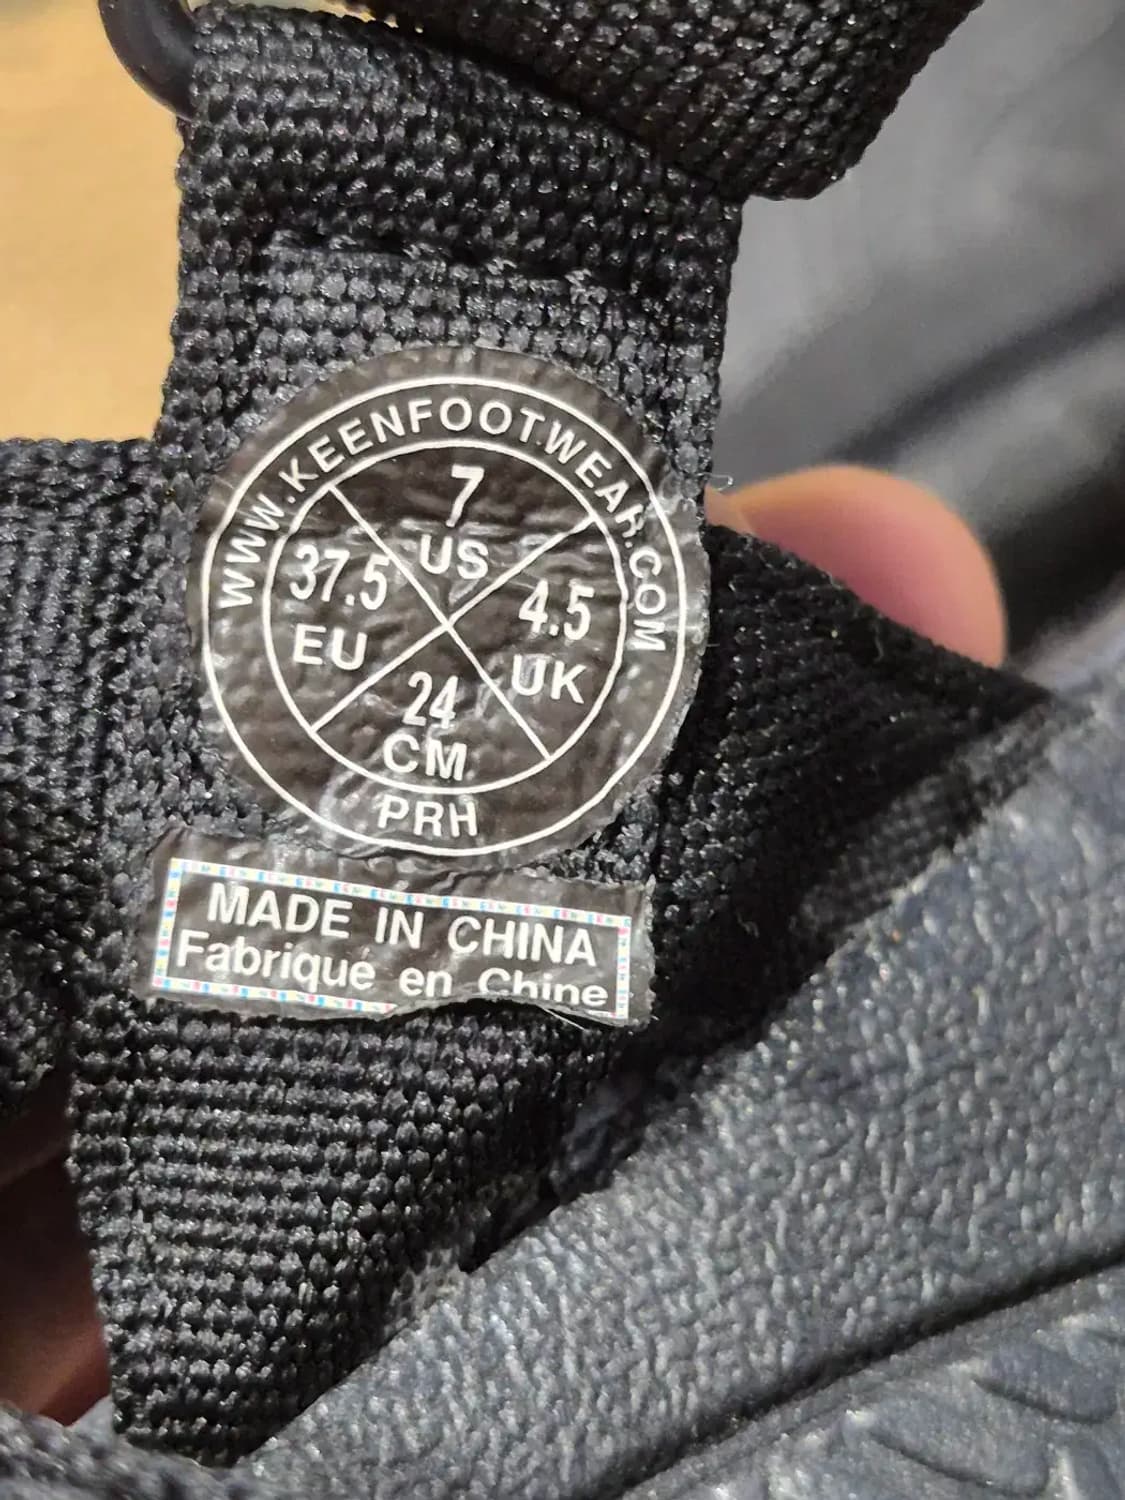 WWW.KEENFOOTWEAR.COM
7
US
37.5
EU
4.5
UK
24
CM
PRH
MADE IN CHINA
Fabriqué en Chine